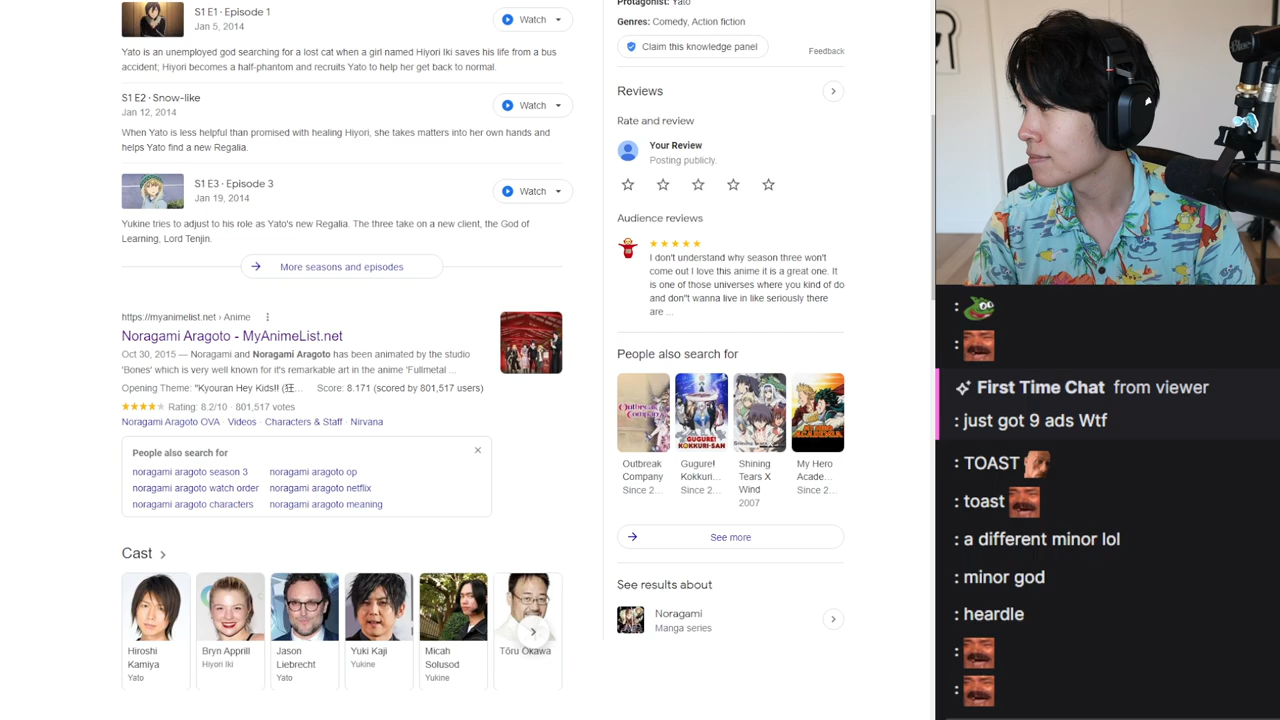 S1 E1 · Episode 1
Jan 5, 2014
Watch
Yato is an unemployed god searching for a lost cat when a girl named Hiyori Iki saves his life from a bus
accident; Hiyori becomes a half-phantom and recruits Yato to help her get back to normal.
S1 E2 · Snow-like
Jan 12, 2014
Watch
When Yato is less helpful than promised with healing Hiyori, she takes matters into her own hands and
helps Yato find a new Regalia.
S1 E3 · Episode 3
Jan 19, 2014
Watch
Yukine tries to adjust to his role as Yato's new Regalia. The three take on a new client, the God of
Learning, Lord Tenjin.
More seasons and episodes
https://myanimelist.net › Anime
Noragami Aragoto - MyAnimeList.net
Oct 30, 2015 — Noragami and Noragami Aragoto has been animated by the studio
'Bones' which is very well known for it's remarkable art in the anime 'Fullmetal ...
Opening Theme: "Kyouran Hey Kids!! (狂... Score: 8.171 (scored by 801,517 users)
Rating: 8.2/10 · 801,517 votes
Noragami Aragoto OVA · Videos · Characters & Staff · Nirvana
People also search for
noragami aragoto season 3
noragami aragoto op
noragami aragoto watch order
noragami aragoto netflix
noragami aragoto characters
noragami aragoto meaning
Cast
Hiroshi
Kamiya
Yato
Bryn Apprill
Hiyori Iki
Jason
Liebrecht
Yato
Yuki Kaji
Yukine
Micah
Solusod
Yukine
Tōru Okawa
Protagonist: Yato
Genres: Comedy, Action fiction
Claim this knowledge panel
Feedback
Reviews
Rate and review
Your Review
Posting publicly.
Audience reviews
I don't understand why season three won't
come out I love this anime it is a great one. It
is one of those universes where you kind of do
and don"t wanna live in like seriously there
are ...
People also search for
Outbreak
Company
Since 2...
Gugure!
Kokkuri...
Since 2...
Shining
Tears X
Wind
2007
My Hero
Acade...
Since 2...
See more
See results about
Noragami
Manga series
Blue
:
:
First Time Chat from viewer
: just got 9 ads Wtf
: TOAST
: toast
: a different minor lol
: minor god
: heardle
:
: